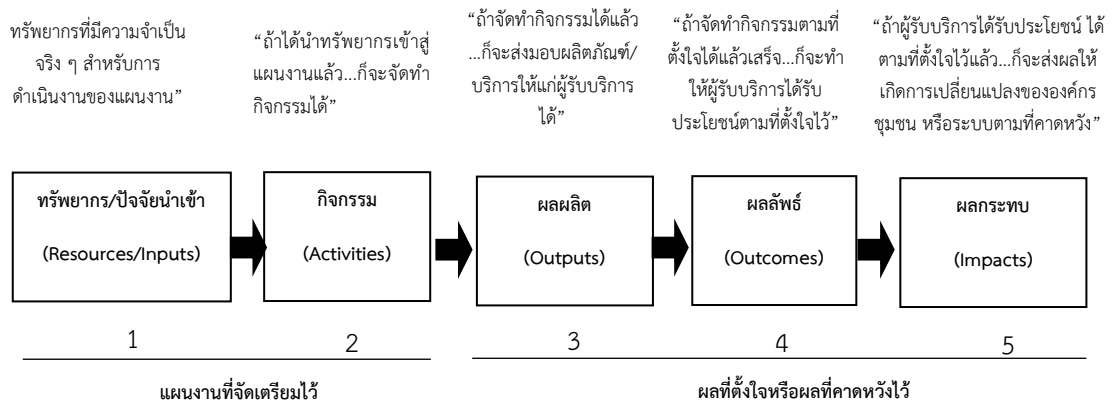 ทรัพยากรที่มีความจำเป็น
จริง ๆ สำหรับการ
ดำเนินงานของแผนงาน”
“ถ้าได้นำทรัพยากรเข้าสู่
แผนงานแล้ว...ก็จะจัดทำ
กิจกรรมได้”
“ถ้าจัดทำกิจกรรมได้แล้ว
...ก็จะส่งมอบผลิตภัณฑ์/
บริการให้แก่ผู้รับบริการ
ได้”
“ถ้าจัดทำกิจกรรมตามที่
ตั้งใจได้แล้วเสร็จ...ก็จะทำ
ให้ผู้รับบริการได้รับ
ประโยชน์ตามที่ตั้งใจไว้”
“ถ้าผู้รับบริการได้รับประโยชน์ ได้
ตามที่ตั้งใจไว้แล้ว...ก็จะส่งผลให้
เกิดการเปลี่ยนแปลงขององค์กร
ชุมชน หรือระบบตามที่คาดหวัง”
ทรัพยากร/ปัจจัยนำเข้า
(Resources/Inputs)
กิจกรรม
(Activities)
ผลผลิต
(Outputs)
ผลลัพธ์
(Outcomes)
ผลกระทบ
(Impacts)
1
2
3
4
5
แผนงานที่จัดเตรียมไว้
ผลที่ตั้งใจหรือผลที่คาดหวังไว้